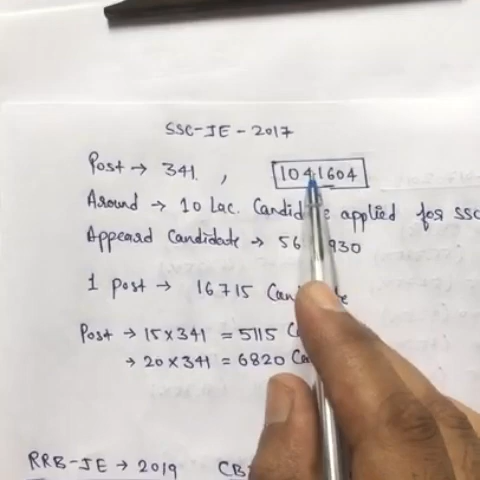 SSC-JE-2017
Post → 341. , 1041604
Around → 10 Lac. Candid applied for SSC
Appeard Candidate → 56 930
1 post → 16715 Can
Post → 15×341 = 5115 C
→ 20×341 = 6820 Can
RRB-JE → 2019 CB